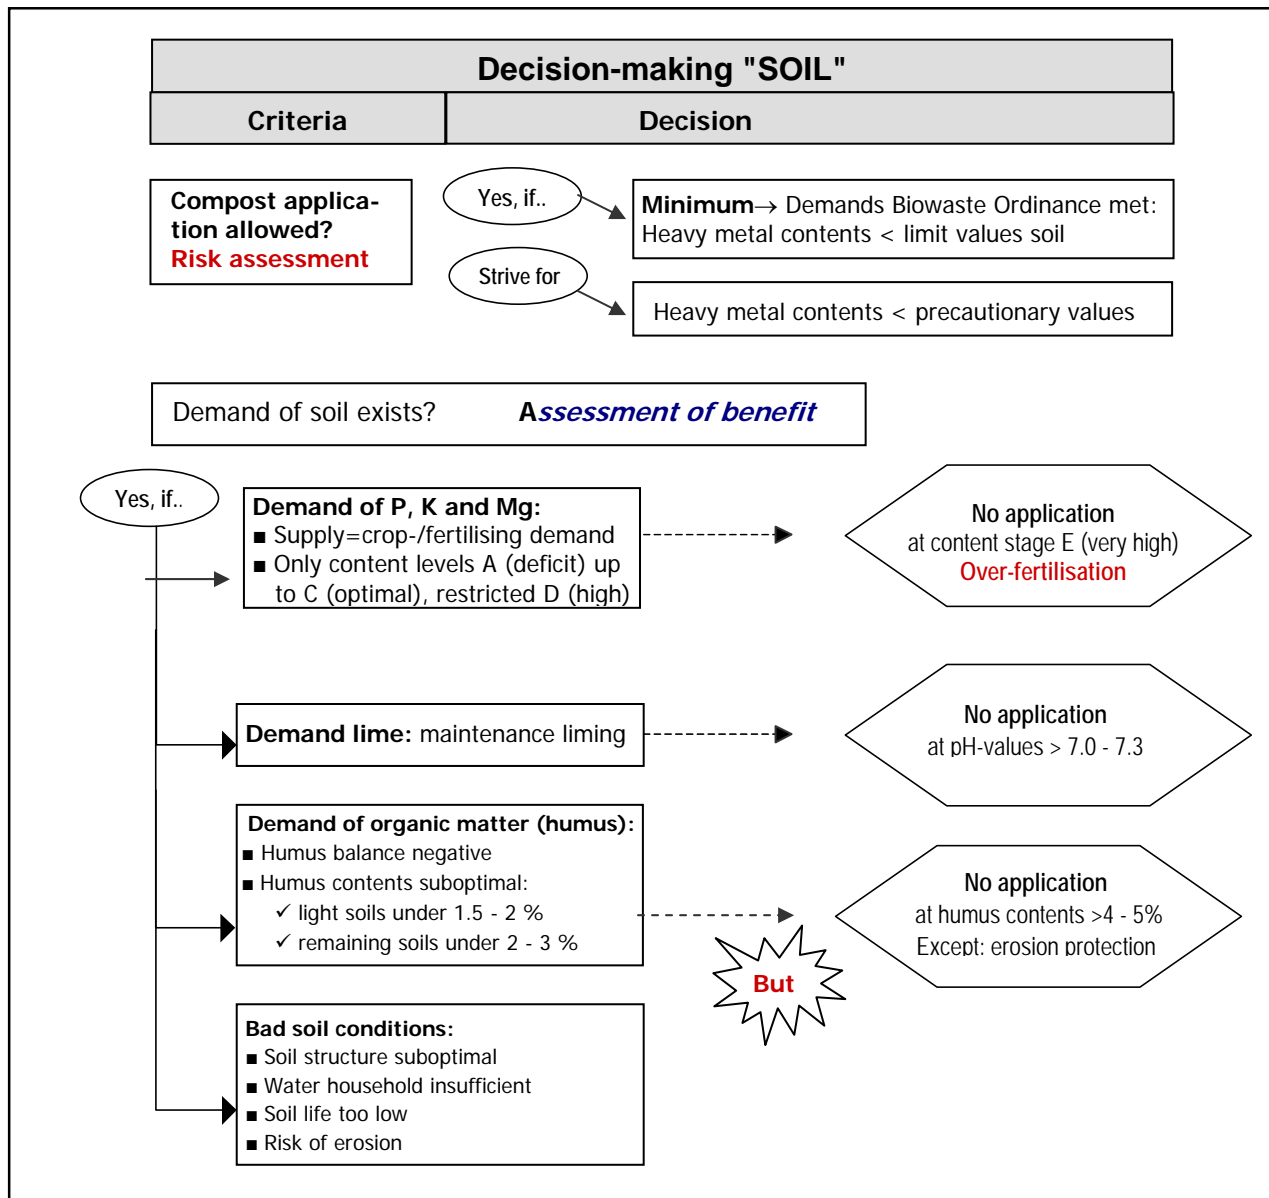 Decision-making "SOIL"
Criteria
Decision
Compost applica-
tion allowed?
Risk assessment
Yes, if..
Minimum→ Demands Biowaste Ordinance met:
Heavy metal contents < limit values soil
Strive for
Heavy metal contents < precautionary values
Demand of soil exists? Assessment of benefit
Yes, if..
Demand of P, K and Mg:
■ Supply=crop-/fertilising demand
■ Only content levels A (deficit) up
to C (optimal), restricted D (high)
No application
at content stage E (very high)
Over-fertilisation
Demand lime: maintenance liming
No application
at pH-values > 7.0 - 7.3
Demand of organic matter (humus):
■ Humus balance negative
■ Humus contents suboptimal:
✓ light soils under 1.5 - 2 %
✓ remaining soils under 2 - 3 %
No application
at humus contents >4 - 5%
Except: erosion protection
But
Bad soil conditions:
■ Soil structure suboptimal
■ Water household insufficient
■ Soil life too low
■ Risk of erosion